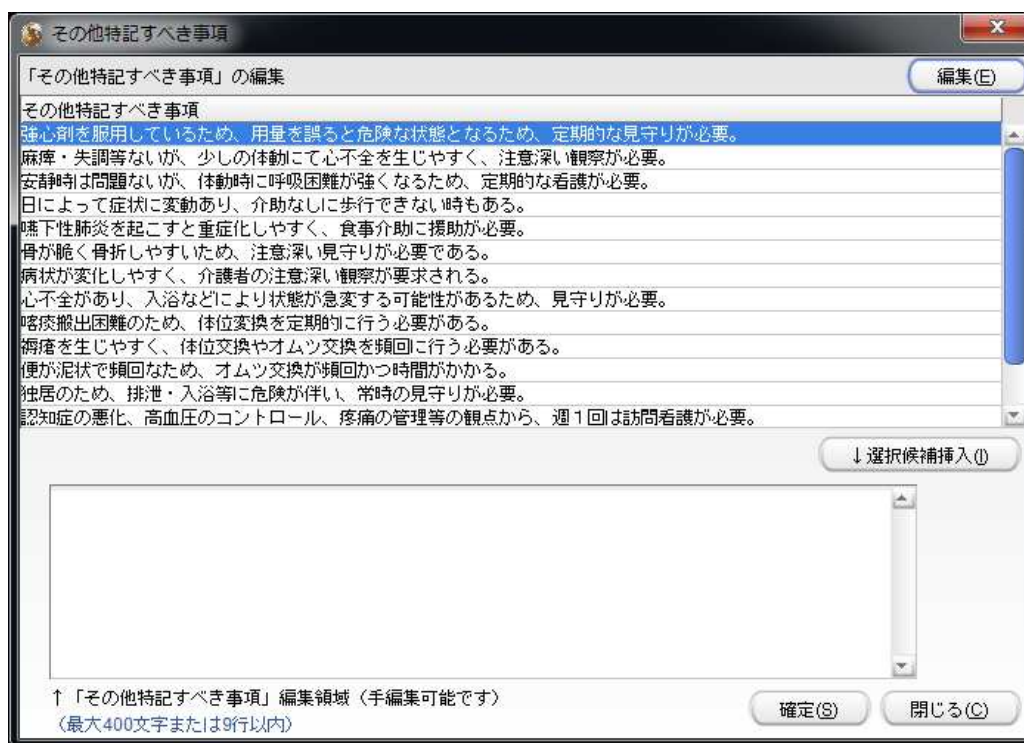 その他特記すべき事項
「その他特記すべき事項」の編集
編集(E)
その他特記すべき事項
強心剤を服用しているため、用量を誤ると危険な状態となるため、定期的な見守りが必要。
麻痺・失調等ないが、少しの体動にて心不全を生じやすく、注意深い観察が必要。
安静時は問題ないが、体動時に呼吸困難が強くなるため、定期的な看護が必要。
日によって症状に変動あり、介助なしに歩行できない時もある。
嚥下性肺炎を起こすと重症化しやすく、食事介助に援助が必要。
骨が脆く骨折しやすいため、注意深い見守りが必要である。
病状が変化しやすく、介護者の注意深い観察が要求される。
心不全があり、入浴などにより状態が急変する可能性があるため、見守りが必要。
喀痰搬出困難のため、体位変換を定期的に行う必要がある。
褥瘡を生じやすく、体位交換やオムツ交換を頻回に行う必要がある。
便が泥状で頻回なため、オムツ交換が頻回かつ時間がかかる。
独居のため、排泄・入浴等に危険が伴い、常時の見守りが必要。
認知症の悪化、高血圧のコントロール、疼痛の管理等の観点から、週1回は訪問看護が必要。
↓選択候補挿入(I)
↑「その他特記すべき事項」編集領域（手編集可能です）
（最大400文字または9行以内）
確定(S)
閉じる(C)